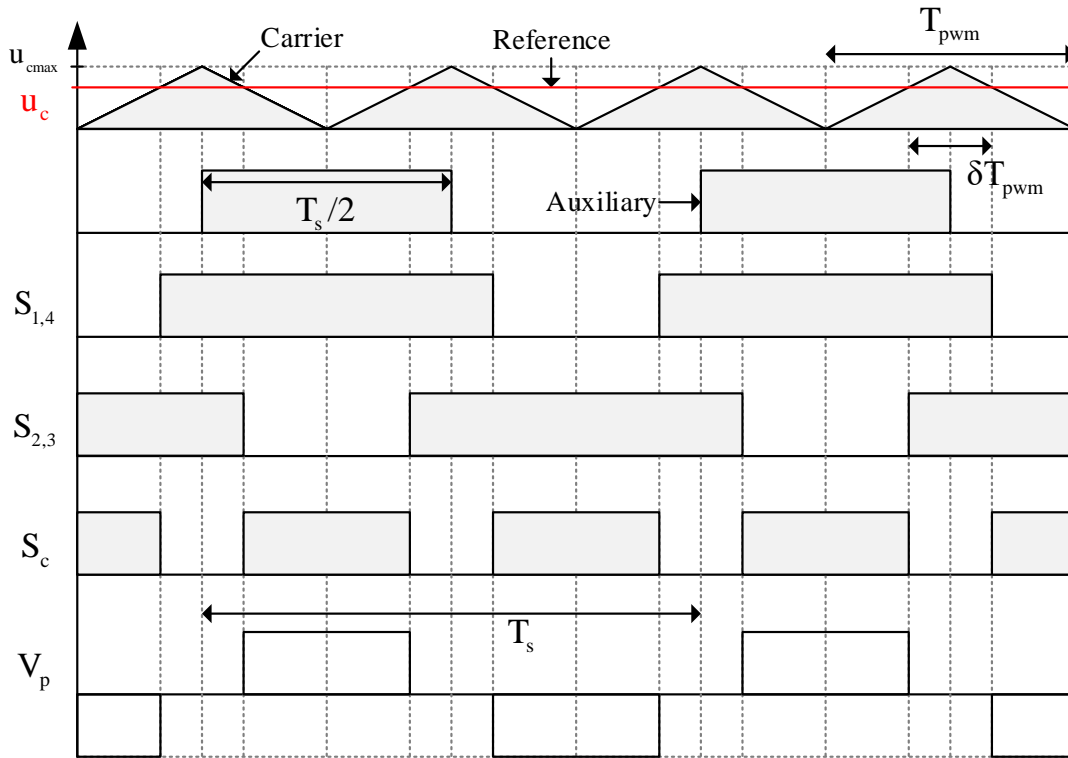 Carrier
Reference
T_pwm
u_cmax
u_c
δT_pwm
T_s/2
Auxiliary
S_1,4
S_2,3
S_c
T_s
V_p